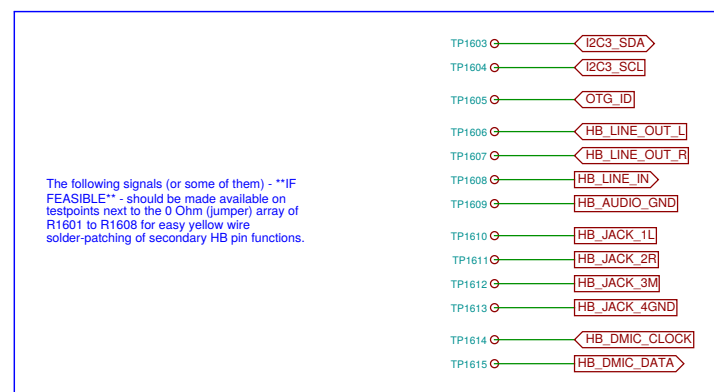 TP1603 I2C3_SDA
TP1604 I2C3_SCL
TP1605 OTG_ID
TP1606 HB_LINE_OUT_L
TP1607 HB_LINE_OUT_R
TP1608 HB_LINE_IN
TP1609 HB_AUDIO_GND
TP1610 HB_JACK_1L
TP1611 HB_JACK_2R
TP1612 HB_JACK_3M
TP1613 HB_JACK_4GND
TP1614 HB_DMIC_CLOCK
TP1615 HB_DMIC_DATA
The following signals (or some of them) - **IF
FEASIBLE** - should be made available on
testpoints next to the 0 Ohm (jumper) array of
R1601 to R1608 for easy yellow wire
solder-patching of secondary HB pin functions.